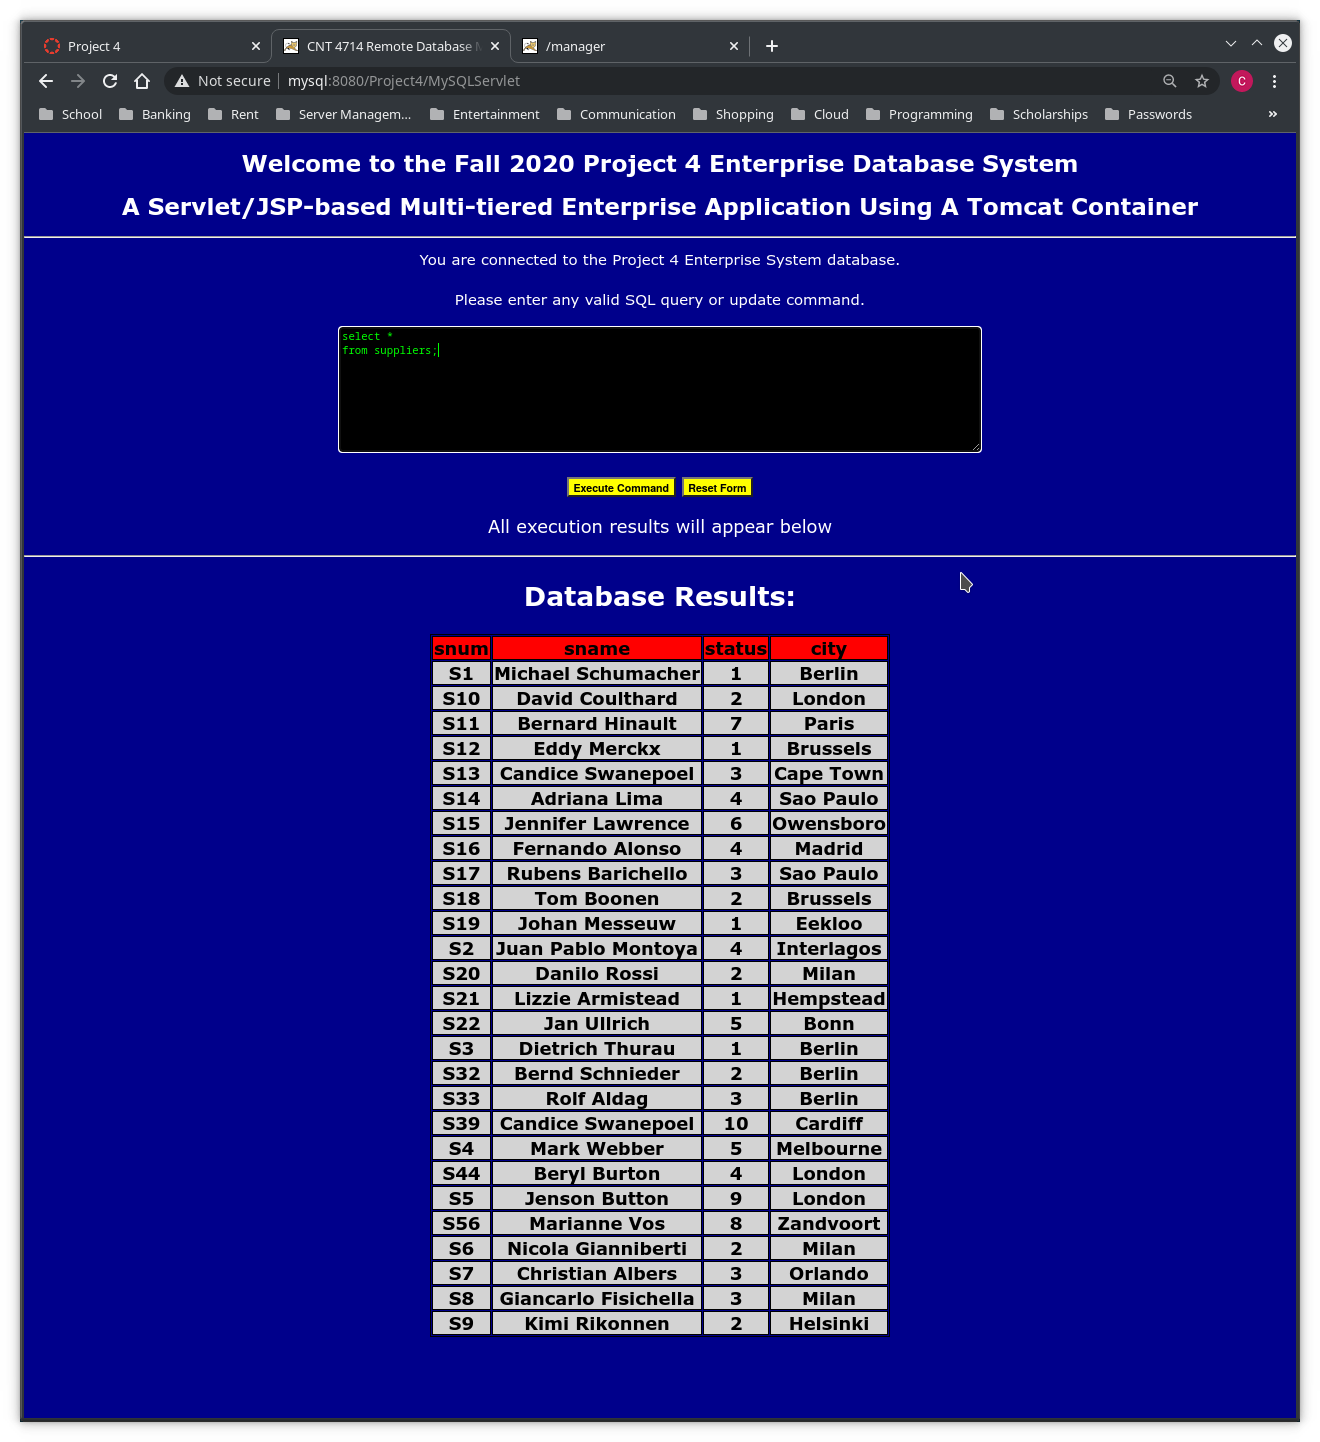 Project 4
CNT 4714 Remote Database
/manager
Not secure mysql:8080/Project4/MySQLServlet
C
School Banking Rent Server Managem... Entertainment Communication Shopping Cloud Programming Scholarships Passwords »
Welcome to the Fall 2020 Project 4 Enterprise Database System
A Servlet/JSP-based Multi-tiered Enterprise Application Using A Tomcat Container
You are connected to the Project 4 Enterprise System database.
Please enter any valid SQL query or update command.
select *
from suppliers;
Execute Command Reset Form
All execution results will appear below
Database Results:
snum sname status city
S1 Michael Schumacher 1 Berlin
S10 David Coulthard 2 London
S11 Bernard Hinault 7 Paris
S12 Eddy Merckx 1 Brussels
S13 Candice Swanepoel 3 Cape Town
S14 Adriana Lima 4 Sao Paulo
S15 Jennifer Lawrence 6 Owensboro
S16 Fernando Alonso 4 Madrid
S17 Rubens Barichello 3 Sao Paulo
S18 Tom Boonen 2 Brussels
S19 Johan Messeuw 1 Eekloo
S2 Juan Pablo Montoya 4 Interlagos
S20 Danilo Rossi 2 Milan
S21 Lizzie Armistead 1 Hempstead
S22 Jan Ullrich 5 Bonn
S3 Dietrich Thurau 1 Berlin
S32 Bernd Schnieder 2 Berlin
S33 Rolf Aldag 3 Berlin
S39 Candice Swanepoel 10 Cardiff
S4 Mark Webber 5 Melbourne
S44 Beryl Burton 4 London
S5 Jenson Button 9 London
S56 Marianne Vos 8 Zandvoort
S6 Nicola Gianniberti 2 Milan
S7 Christian Albers 3 Orlando
S8 Giancarlo Fisichella 3 Milan
S9 Kimi Rikonnen 2 Helsinki